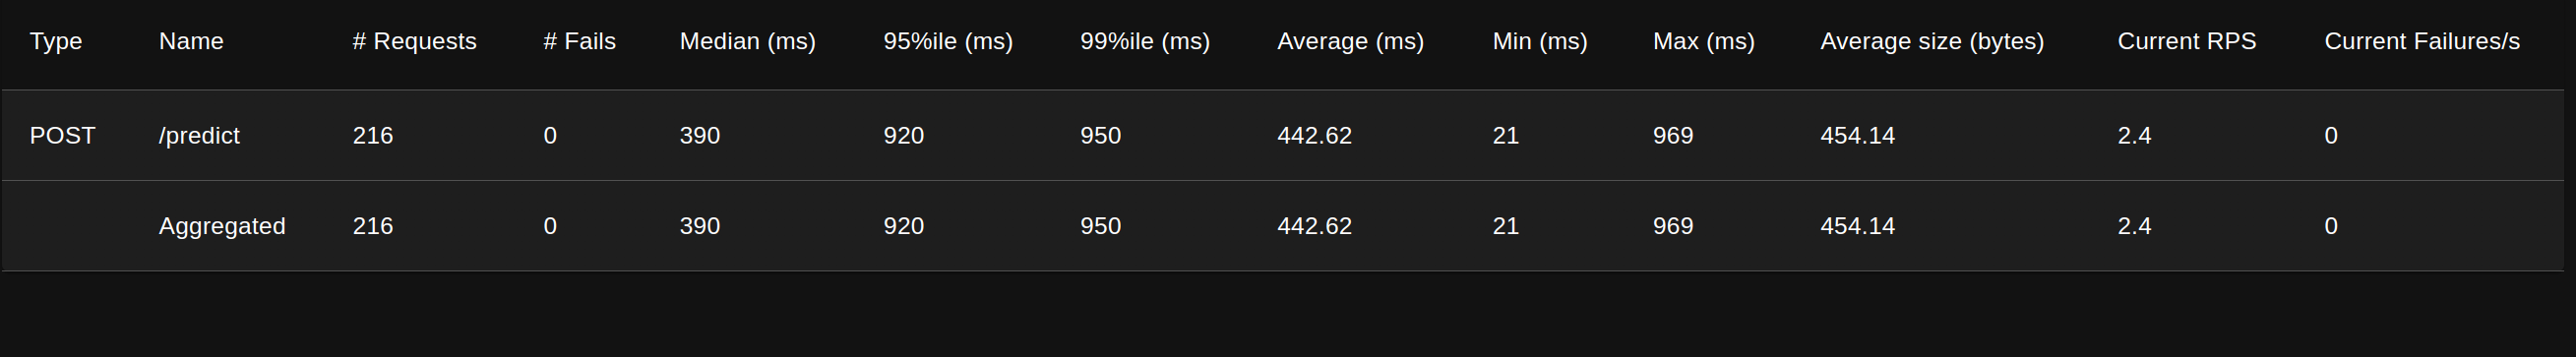 Type Name # Requests # Fails Median (ms) 95%ile (ms) 99%ile (ms) Average (ms) Min (ms) Max (ms) Average size (bytes) Current RPS Current Failures/s
POST /predict 216 0 390 920 950 442.62 21 969 454.14 2.4 0
Aggregated 216 0 390 920 950 442.62 21 969 454.14 2.4 0